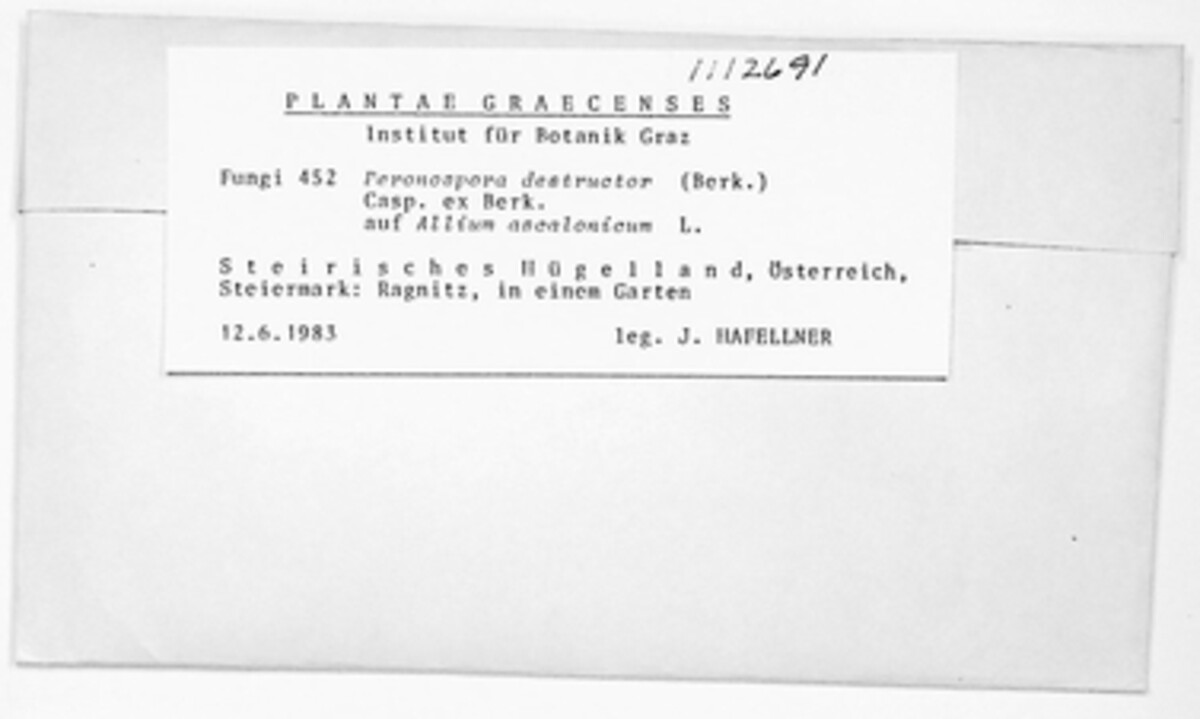 1112691
PLANTAE GRAECENSES
Institut für Botanik Graz
Fungi 452 Peronospora destructor (Berk.)
Casp. ex Berk.
auf Allium ascalonicum L.
Steirisches Hügelland, Österreich,
Steiermark: Ragnitz, in einem Garten
12.6.1983 leg. J. HAFELLNER